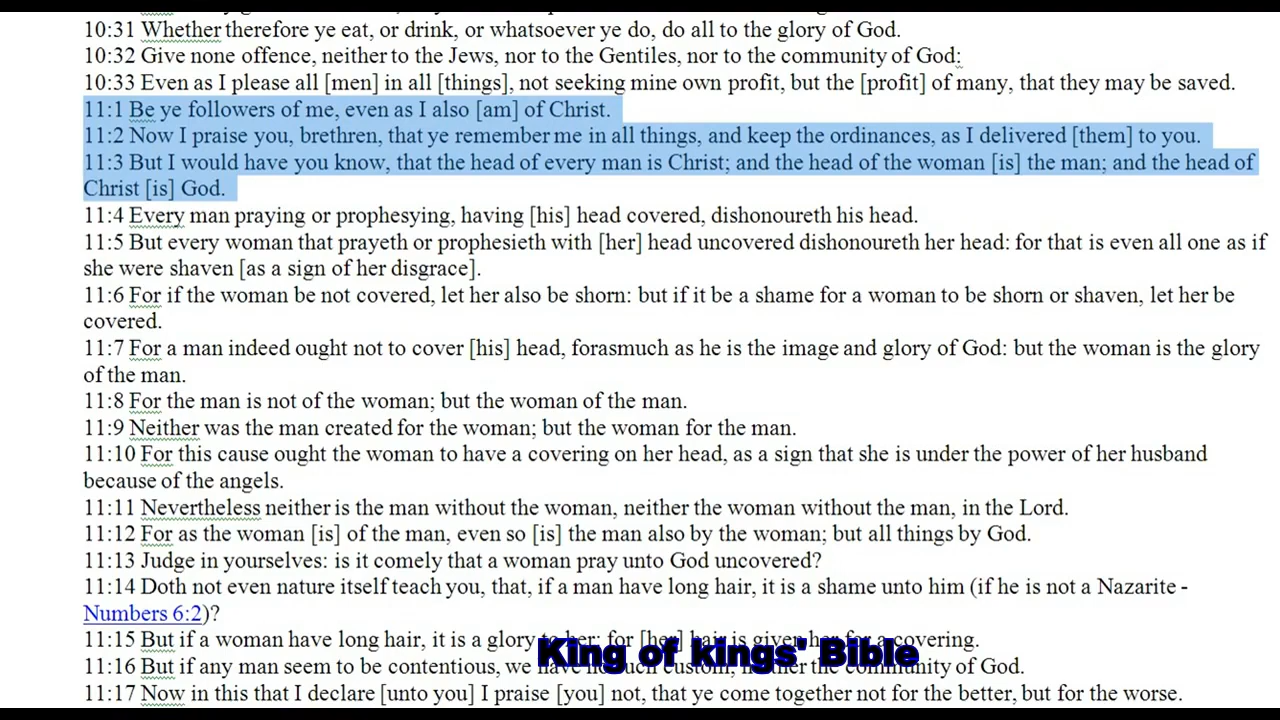 10:31 Whether therefore ye eat, or drink, or whatsoever ye do, do all to the glory of God.
10:32 Give none offence, neither to the Jews, nor to the Gentiles, nor to the community of God:
10:33 Even as I please all [men] in all [things], not seeking mine own profit, but the [profit] of many, that they may be saved.
11:1 Be ye followers of me, even as I also [am] of Christ.
11:2 Now I praise you, brethren, that ye remember me in all things, and keep the ordinances, as I delivered [them] to you.
11:3 But I would have you know, that the head of every man is Christ; and the head of the woman [is] the man; and the head of
Christ [is] God.
11:4 Every man praying or prophesying, having [his] head covered, dishonoureth his head.
11:5 But every woman that prayeth or prophesieth with [her] head uncovered dishonoureth her head: for that is even all one as if
she were shaven [as a sign of her disgrace].
11:6 For if the woman be not covered, let her also be shorn: but if it be a shame for a woman to be shorn or shaven, let her be
covered.
11:7 For a man indeed ought not to cover [his] head, forasmuch as he is the image and glory of God: but the woman is the glory
of the man.
11:8 For the man is not of the woman; but the woman of the man.
11:9 Neither was the man created for the woman; but the woman for the man.
11:10 For this cause ought the woman to have a covering on her head, as a sign that she is under the power of her husband
because of the angels.
11:11 Nevertheless neither is the man without the woman, neither the woman without the man, in the Lord.
11:12 For as the woman [is] of the man, even so [is] the man also by the woman; but all things by God.
11:13 Judge in yourselves: is it comely that a woman pray unto God uncovered?
11:14 Doth not even nature itself teach you, that, if a man have long hair, it is a shame unto him (if he is not a Nazarite -
Numbers 6:2)?
11:15 But if a woman have long hair, it is a glory to her: for [her] hair is given her for a covering.
King of kings' Bible
11:16 But if any man seem to be contentious, we have no such custom, neither the community of God.
11:17 Now in this that I declare [unto you] I praise [you] not, that ye come together not for the better, but for the worse.